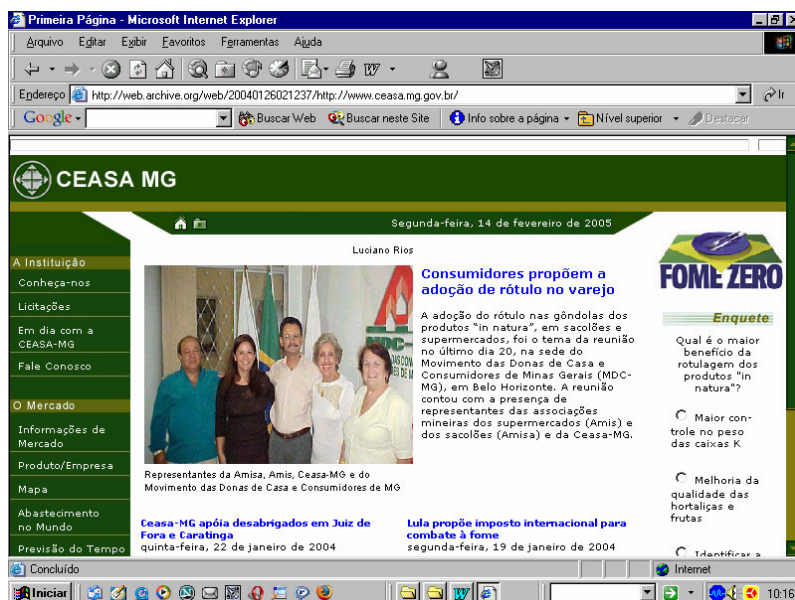 Primeira Página - Microsoft Internet Explorer
Arquivo Editar Exibir Favoritos Ferramentas Ajuda
Endereço http://web.archive.org/web/20040126021237/http://www.ceasa.mg.gov.br/ Ir
Google Buscar Web Buscar neste Site Info sobre a página Nível superior Destacar
CEASA MG
Segunda-feira, 14 de fevereiro de 2005
A Instituição
Conheça-nos
Licitações
Em dia com a
CEASA-MG
Fale Conosco
O Mercado
Informações de
Mercado
Produto/Empresa
Mapa
Abastecimento
no Mundo
Previsão do Tempo
Luciano Rios
Representantes da Amisa, Amis, Ceasa-MG e do
Movimento das Donas de Casa e Consumidores de MG
Consumidores propõem a
adoção de rótulo no varejo
A adoção do rótulo nas gôndolas dos
produtos "in natura", em sacolões e
supermercados, foi o tema da reunião
no último dia 20, na sede do
Movimento das Donas de Casa e
Consumidores de Minas Gerais (MDC-
MG), em Belo Horizonte. A reunião
contou com a presença de
representantes das associações
mineiras dos supermercados (Amis) e
dos sacolões (Amisa) e da Ceasa-MG.
Ceasa-MG apóia desabrigados em Juiz de
Fora e Caratinga
quinta-feira, 22 de janeiro de 2004
Lula propõe imposto internacional para
combate à fome
segunda-feira, 19 de janeiro de 2004
FOME ZERO
Enquete
Qual é o maior
benefício da
rotulagem dos
produtos "in
natura"?
Maior con-
trole no peso
das caixas K
Melhoria da
qualidade das
hortaliças e
frutas
Identificar a
Concluído Internet
Iniciar 10:16